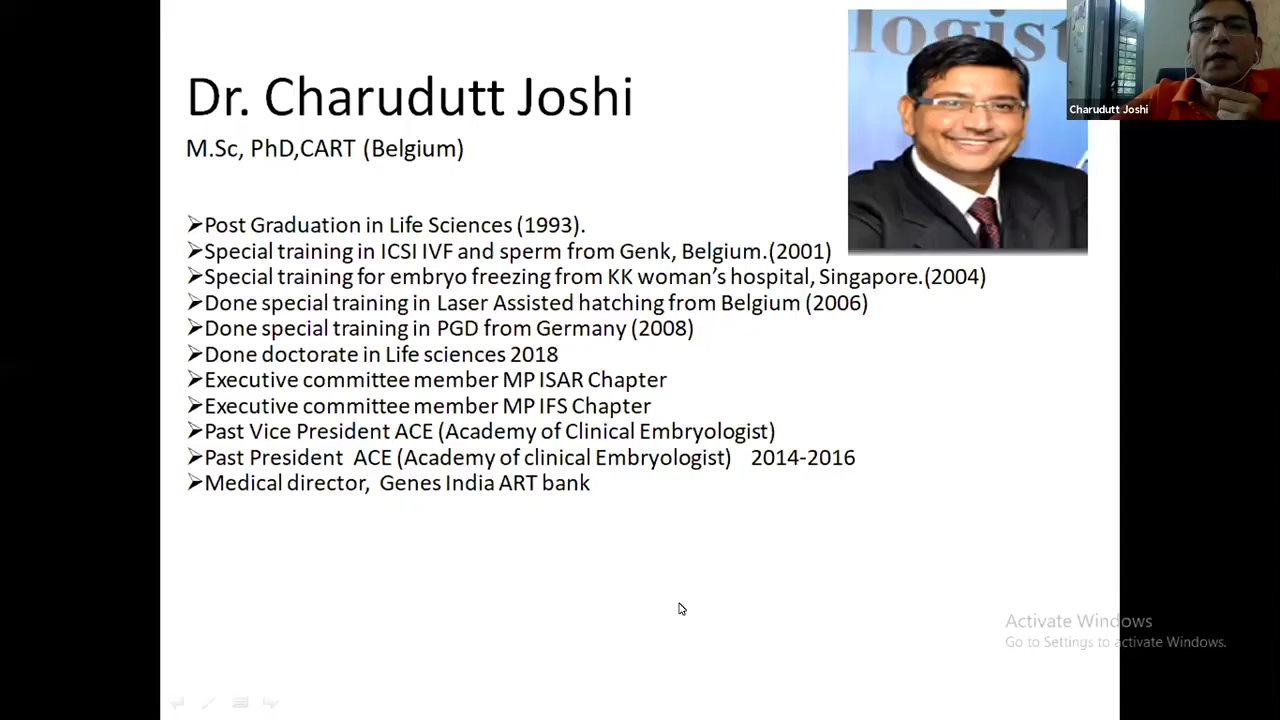 logist
Dr. Charudutt Joshi
Charudutt Joshi
M.Sc, PhD,CART (Belgium)
➢Post Graduation in Life Sciences (1993).
➢Special training in ICSI IVF and sperm from Genk, Belgium.(2001)
➢Special training for embryo freezing from KK woman's hospital, Singapore.(2004)
➢Done special training in Laser Assisted hatching from Belgium (2006)
➢Done special training in PGD from Germany (2008)
➢Done doctorate in Life sciences 2018
➢Executive committee member MP ISAR Chapter
➢Executive committee member MP IFS Chapter
➢Past Vice President ACE (Academy of Clinical Embryologist)
➢Past President ACE (Academy of clinical Embryologist) 2014-2016
➢Medical director, Genes India ART bank
Activate Windows
Go to Settings to activate Windows.